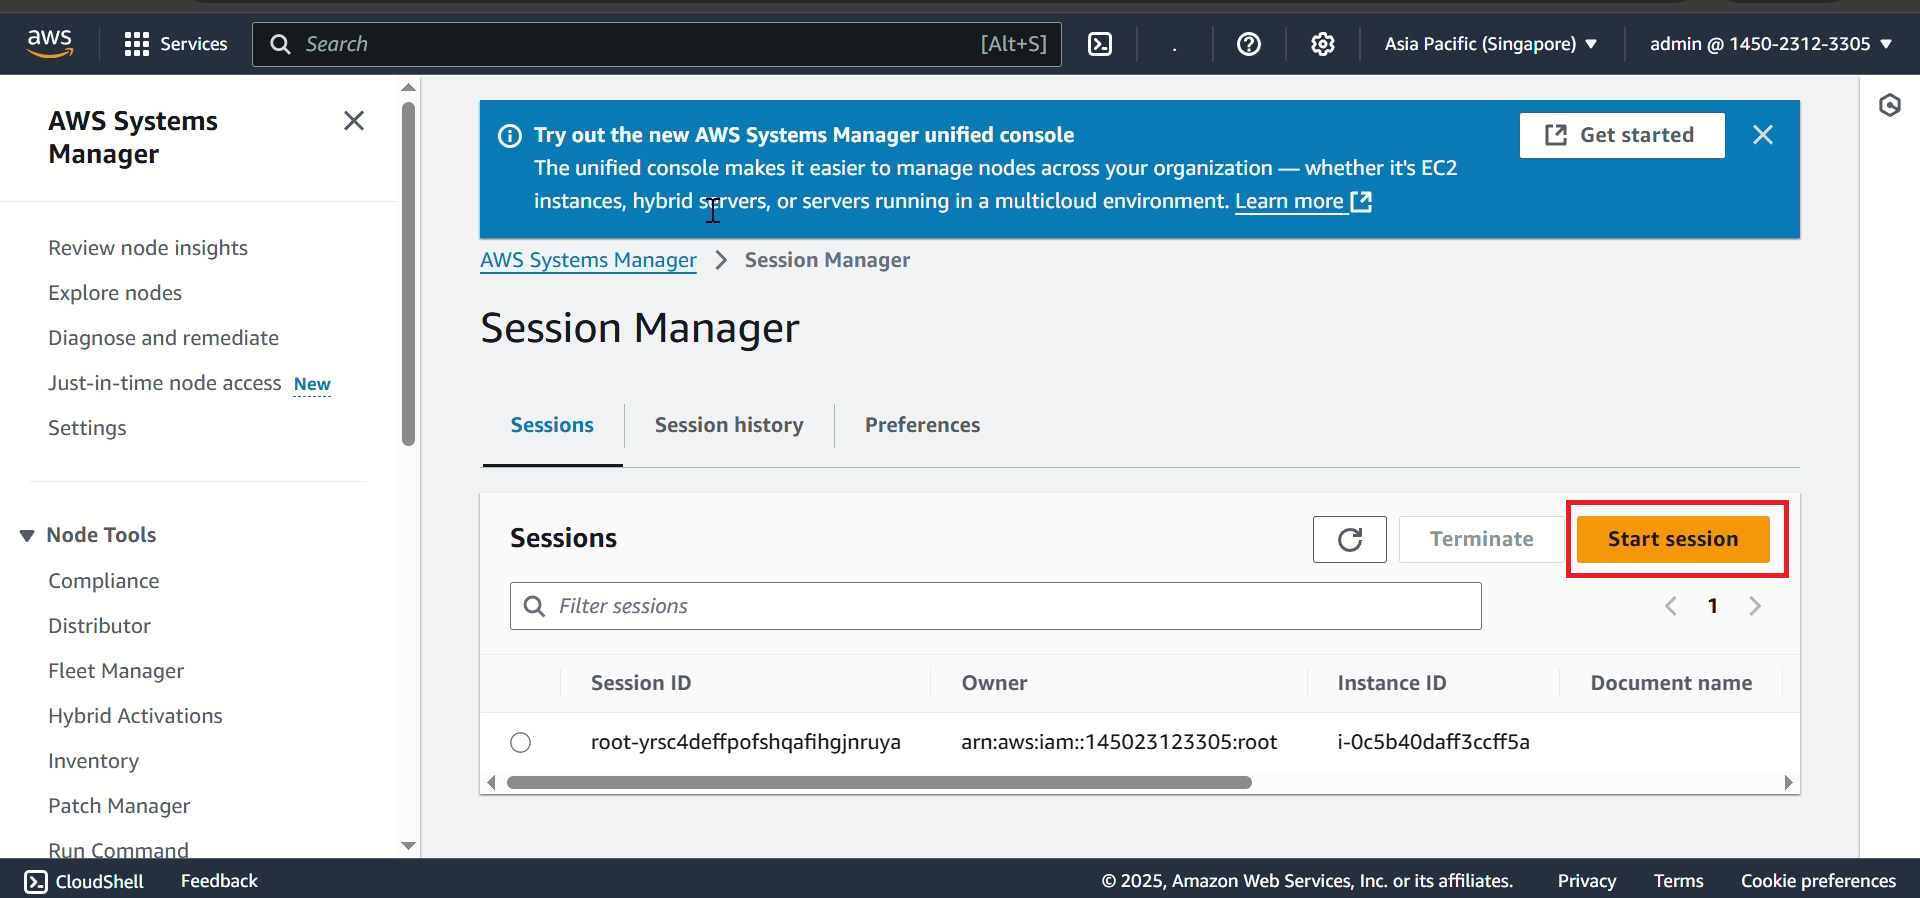 aws
Services
Search
[Alt+S]
Asia Pacific (Singapore)
admin @ 1450-2312-3305
AWS Systems
Manager
Review node insights
Explore nodes
Diagnose and remediate
Just-in-time node access New
Settings
Node Tools
Compliance
Distributor
Fleet Manager
Hybrid Activations
Inventory
Patch Manager
Run Command
Try out the new AWS Systems Manager unified console
The unified console makes it easier to manage nodes across your organization — whether it's EC2
instances, hybrid servers, or servers running in a multicloud environment. Learn more
Get started
AWS Systems Manager > Session Manager
Session Manager
Sessions
Session history
Preferences
Sessions
Terminate
Start session
Filter sessions
1
Session ID
Owner
Instance ID
Document name
root-yrsc4deffpofshqafihgjnruya
arn:aws:iam::145023123305:root
i-0c5b40daff3ccff5a
CloudShell
Feedback
© 2025, Amazon Web Services, Inc. or its affiliates.
Privacy
Terms
Cookie preferences